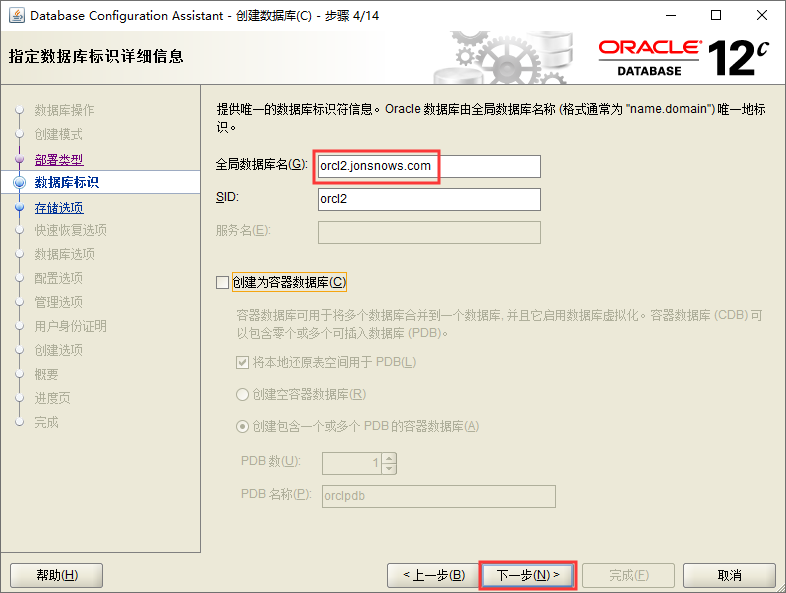 Database Configuration Assistant - 创建数据库(C) - 步骤 4/14
指定数据库标识详细信息
ORACLE®
DATABASE
12c
数据库操作
创建模式
部署类型
数据库标识
存储选项
快速恢复选项
数据库选项
配置选项
管理选项
用户身份证明
创建选项
概要
进度页
完成
提供唯一的数据库标识符信息。Oracle 数据库由全局数据库名称 (格式通常为 "name.domain") 唯一地标
识。
全局数据库名(G): orcl2.jonsnows.com
SID: orcl2
服务名(E):
创建为容器数据库(C)
容器数据库可用于将多个数据库合并到一个数据库, 并且它启用数据库虚拟化。容器数据库 (CDB) 可
以包含零个或多个可插入数据库 (PDB)。
将本地还原表空间用于 PDB(L)
创建空容器数据库(R)
创建包含一个或多个 PDB 的容器数据库(A)
PDB 数(U): 1
PDB 名称(P): orclpdb
帮助(H) < 上一步(B) 下一步(N) > 完成(F) 取消